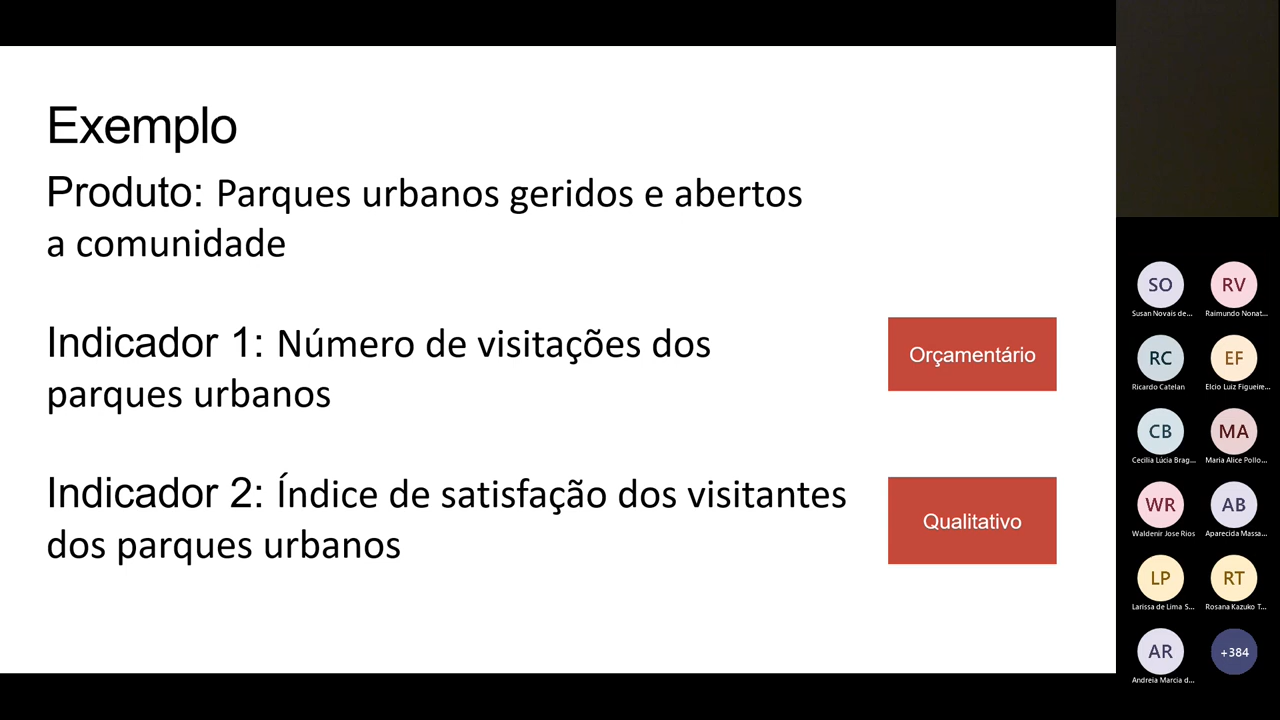 Exemplo
Produto: Parques urbanos geridos e abertos
a comunidade
Indicador 1: Número de visitações dos
parques urbanos
Orçamentário
Indicador 2: Índice de satisfação dos visitantes
dos parques urbanos
Qualitativo
SO
RV
Susan Novais de...
Raimundo Nonat...
RC
EF
Ricardo Catelan
Elcio Luiz Figueire...
CB
MA
Cecilia Lúcia Brag...
Maria Alice Pollo...
WR
AB
Waldenir Jose Rios
Aparecida Massa...
LP
RT
Larissa de Lima S...
Rosana Kazuko T...
AR
+384
Andreia Marcia d...